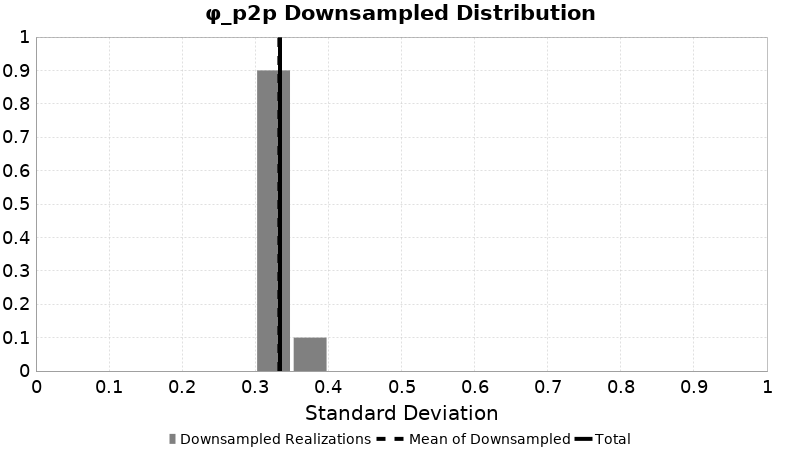 φ_p2p Downsampled Distribution
1
0.9
0.8
0.7
0.6
0.5
0.4
0.3
0.2
0.1
0
0 0.1 0.2 0.3 0.4 0.5 0.6 0.7 0.8 0.9 1
Standard Deviation
Downsampled Realizations Mean of Downsampled Total